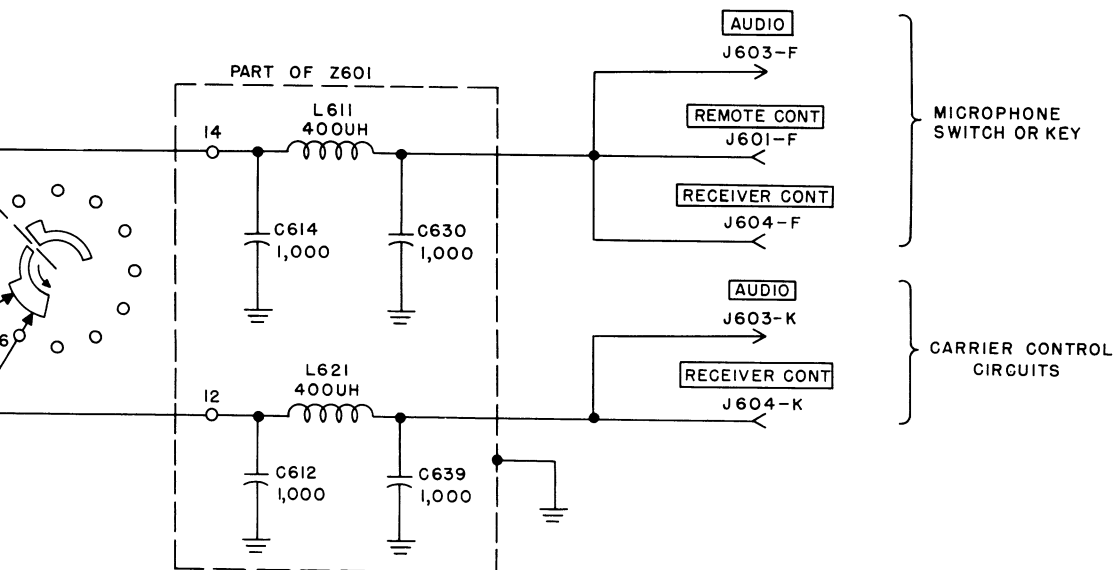 AUDIO
J603-F
PART OF Z601
L611
400UH
14
REMOTE CONT
J601-F
MICROPHONE
SWITCH OR KEY
RECEIVER CONT
J604-F
C614
1,000
C630
1,000
AUDIO
J603-K
6
CARRIER CONTROL
CIRCUITS
L621
400UH
12
RECEIVER CONT
J604-K
C612
1,000
C639
1,000